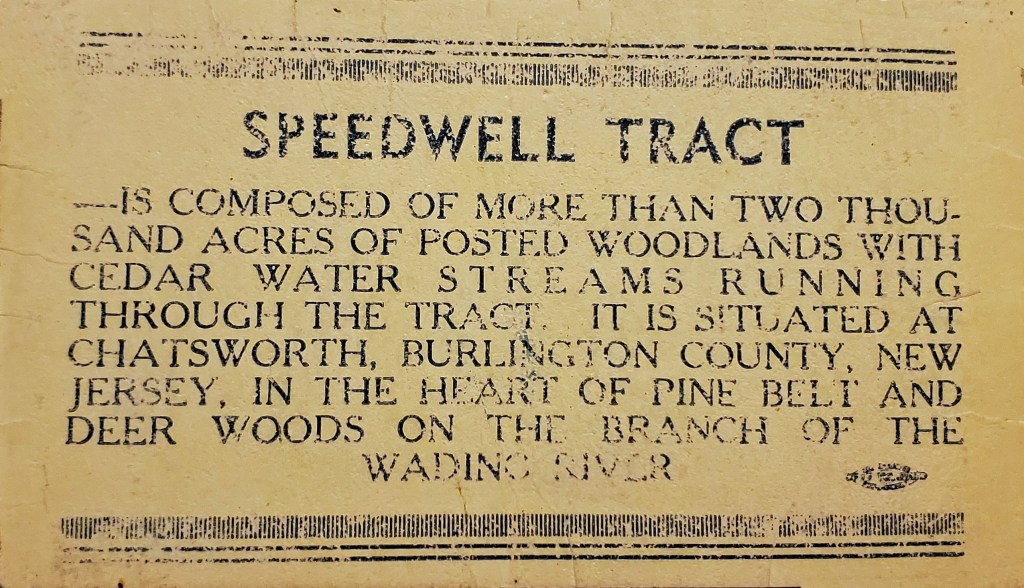 SPEEDWELL TRACT
—IS COMPOSED OF MORE THAN TWO THOU-
SAND ACRES OF POSTED WOODLANDS WITH
CEDAR WATER STREAMS RUNNING
THROUGH THE TRACT. IT IS SITUATED AT
CHATSWORTH, BURLINGTON COUNTY, NEW
JERSEY, IN THE HEART OF PINE BELT AND
DEER WOODS ON THE BRANCH OF THE
WADING RIVER